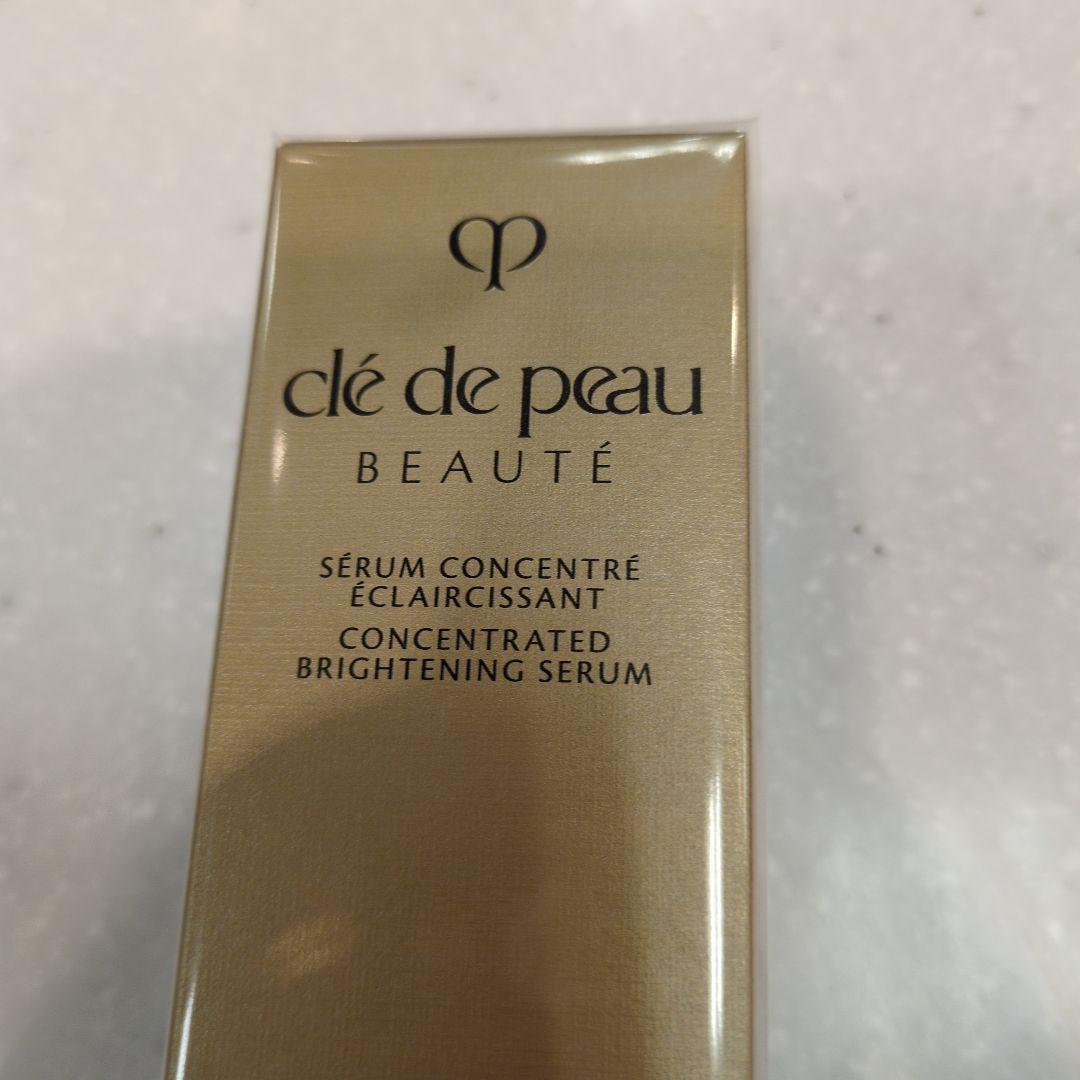 clé de peau
BEAUTÉ
SÉRUM CONCENTRÉ
ÉCLAIRCISSANT
CONCENTRATED
BRIGHTENING SERUM